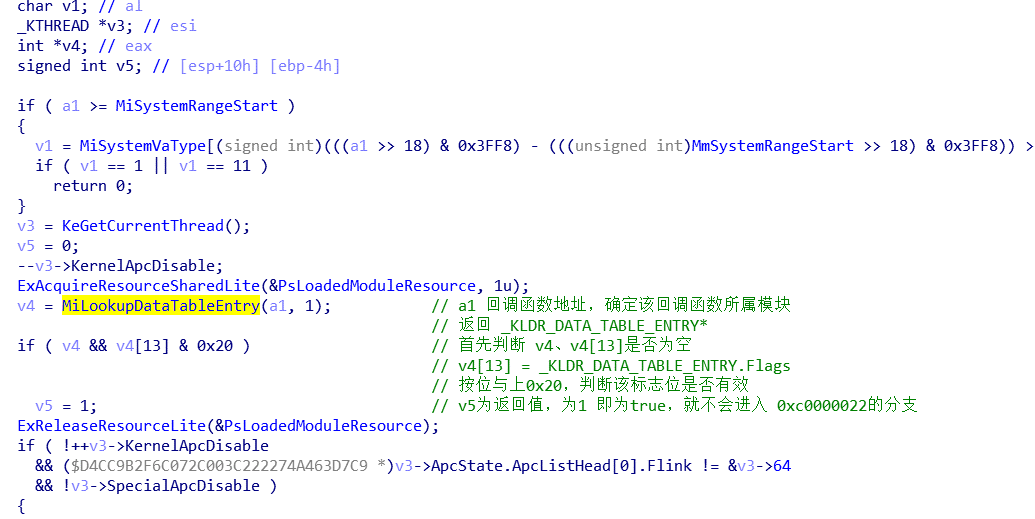 char v1; // al
_KTHREAD *v3; // esi
int *v4; // eax
signed int v5; // [esp+10h] [ebp-4h]
if ( a1 >= MiSystemRangeStart )
{
v1 = MiSystemVaType[(signed int)(((a1 >> 18) & 0x3FF8) - (((unsigned int)MmSystemRangeStart >> 18) & 0x3FF8)) >
if ( v1 == 1 || v1 == 11 )
return 0;
}
v3 = KeGetCurrentThread();
v5 = 0;
--v3->KernelApcDisable;
ExAcquireResourceSharedLite(&PsLoadedModuleResource, 1u);
v4 = MiLookupDataTableEntry(a1, 1); // a1 回调函数地址，确定该回调函数所属模块
// 返回 _KLDR_DATA_TABLE_ENTRY*
if ( v4 && v4[13] & 0x20 ) // 首先判断 v4、v4[13]是否为空
// v4[13] = _KLDR_DATA_TABLE_ENTRY.Flags
// 按位与上0x20，判断该标志位是否有效
v5 = 1; // v5为返回值，为1 即为true，就不会进入 0xc0000022的分支
ExReleaseResourceLite(&PsLoadedModuleResource);
if ( !++v3->KernelApcDisable
&& ($D4CC9B2F6C072C003C222274A463D7C9 *)v3->ApcState.ApcListHead[0].Flink != &v3->64
&& !v3->SpecialApcDisable )
{